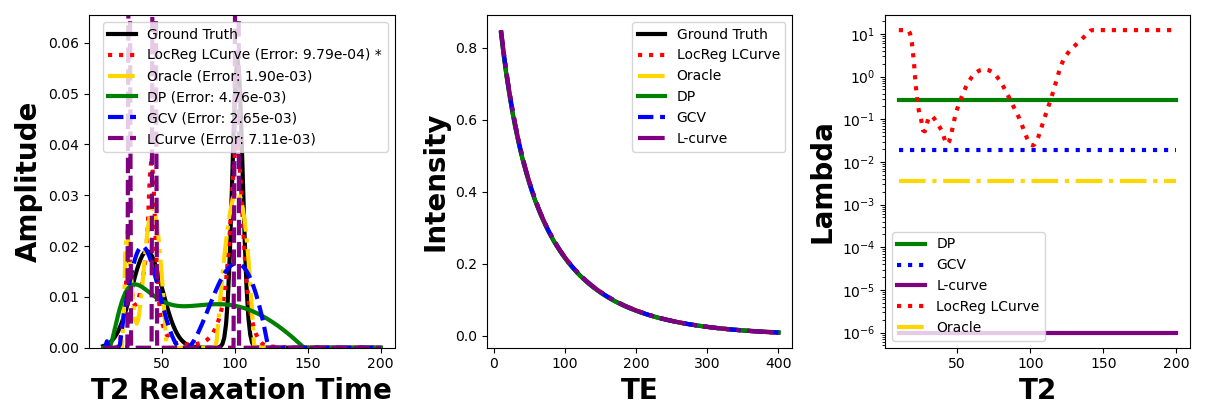 Amplitude
0.06
0.05
0.04
0.03
0.02
0.01
0.00
50
100
150
200
T2 Relaxation Time
Ground Truth
LocReg LCurve (Error: 9.79e-04) *
Oracle (Error: 1.90e-03)
DP (Error: 4.76e-03)
GCV (Error: 2.65e-03)
LCurve (Error: 7.11e-03)
Intensity
0.8
0.6
0.4
0.2
0.0
0
100
200
300
400
TE
Ground Truth
LocReg LCurve
Oracle
DP
GCV
L-curve
Lambda
10¹
10⁰
10⁻¹
10⁻²
10⁻³
10⁻⁴
10⁻⁵
10⁻⁶
50
100
150
200
T2
DP
GCV
L-curve
LocReg LCurve
Oracle